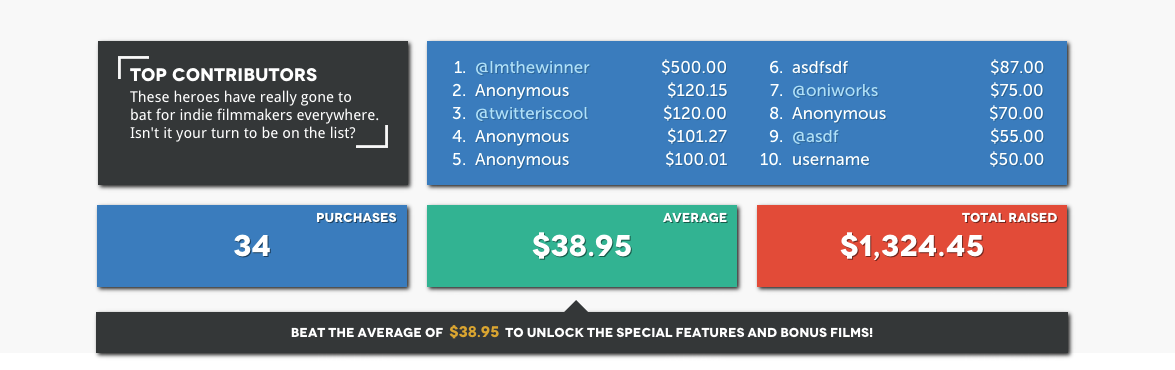 TOP CONTRIBUTORS
These heroes have really gone to
bat for indie filmmakers everywhere.
Isn't it your turn to be on the list?
1. @Imthewinner $500.00
2. Anonymous $120.15
3. @twitteriscool $120.00
4. Anonymous $101.27
5. Anonymous $100.01
6. asdfsdf $87.00
7. @oniworks $75.00
8. Anonymous $70.00
9. @asdf $55.00
10. username $50.00
PURCHASES
34
AVERAGE
$38.95
TOTAL RAISED
$1,324.45
BEAT THE AVERAGE OF $38.95 TO UNLOCK THE SPECIAL FEATURES AND BONUS FILMS!